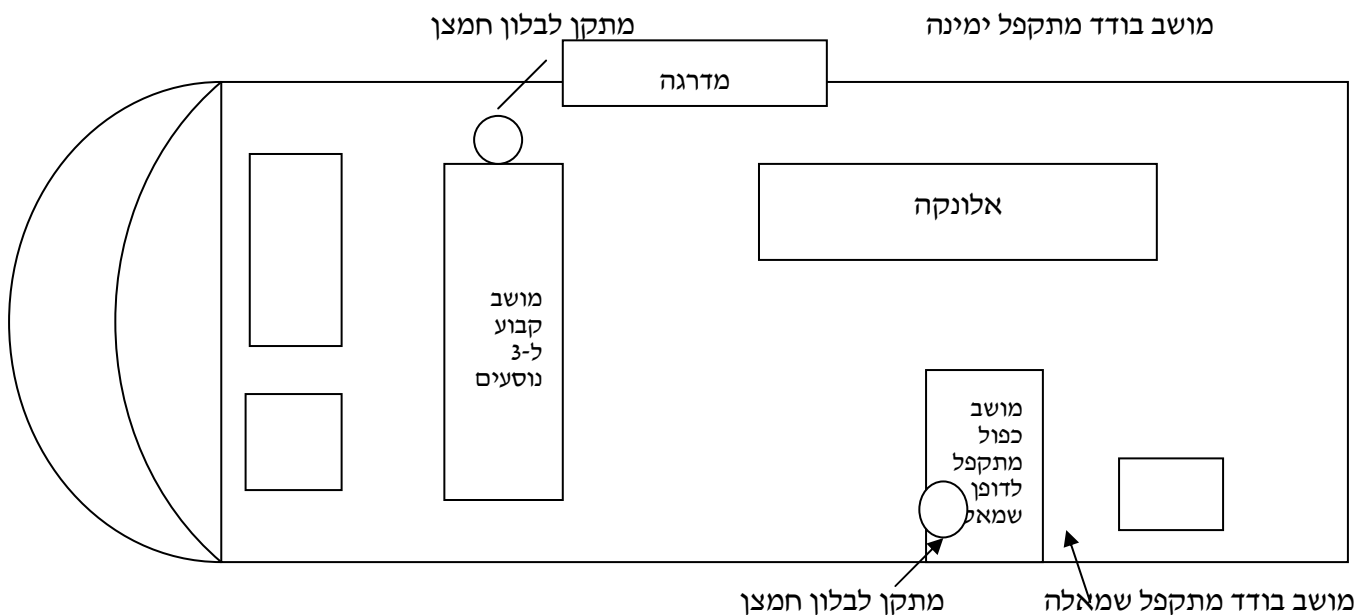 מושב בודד מתקפל ימינה
מתקן לבלון חמצן
מדרגה
אלונקה
מושב
קבוע
ל-3
נוסעים
מושב
כפול
מתקפל
לדופן
שמאל
מושב בודד מתקפל שמאלה
מתקן לבלון חמצן